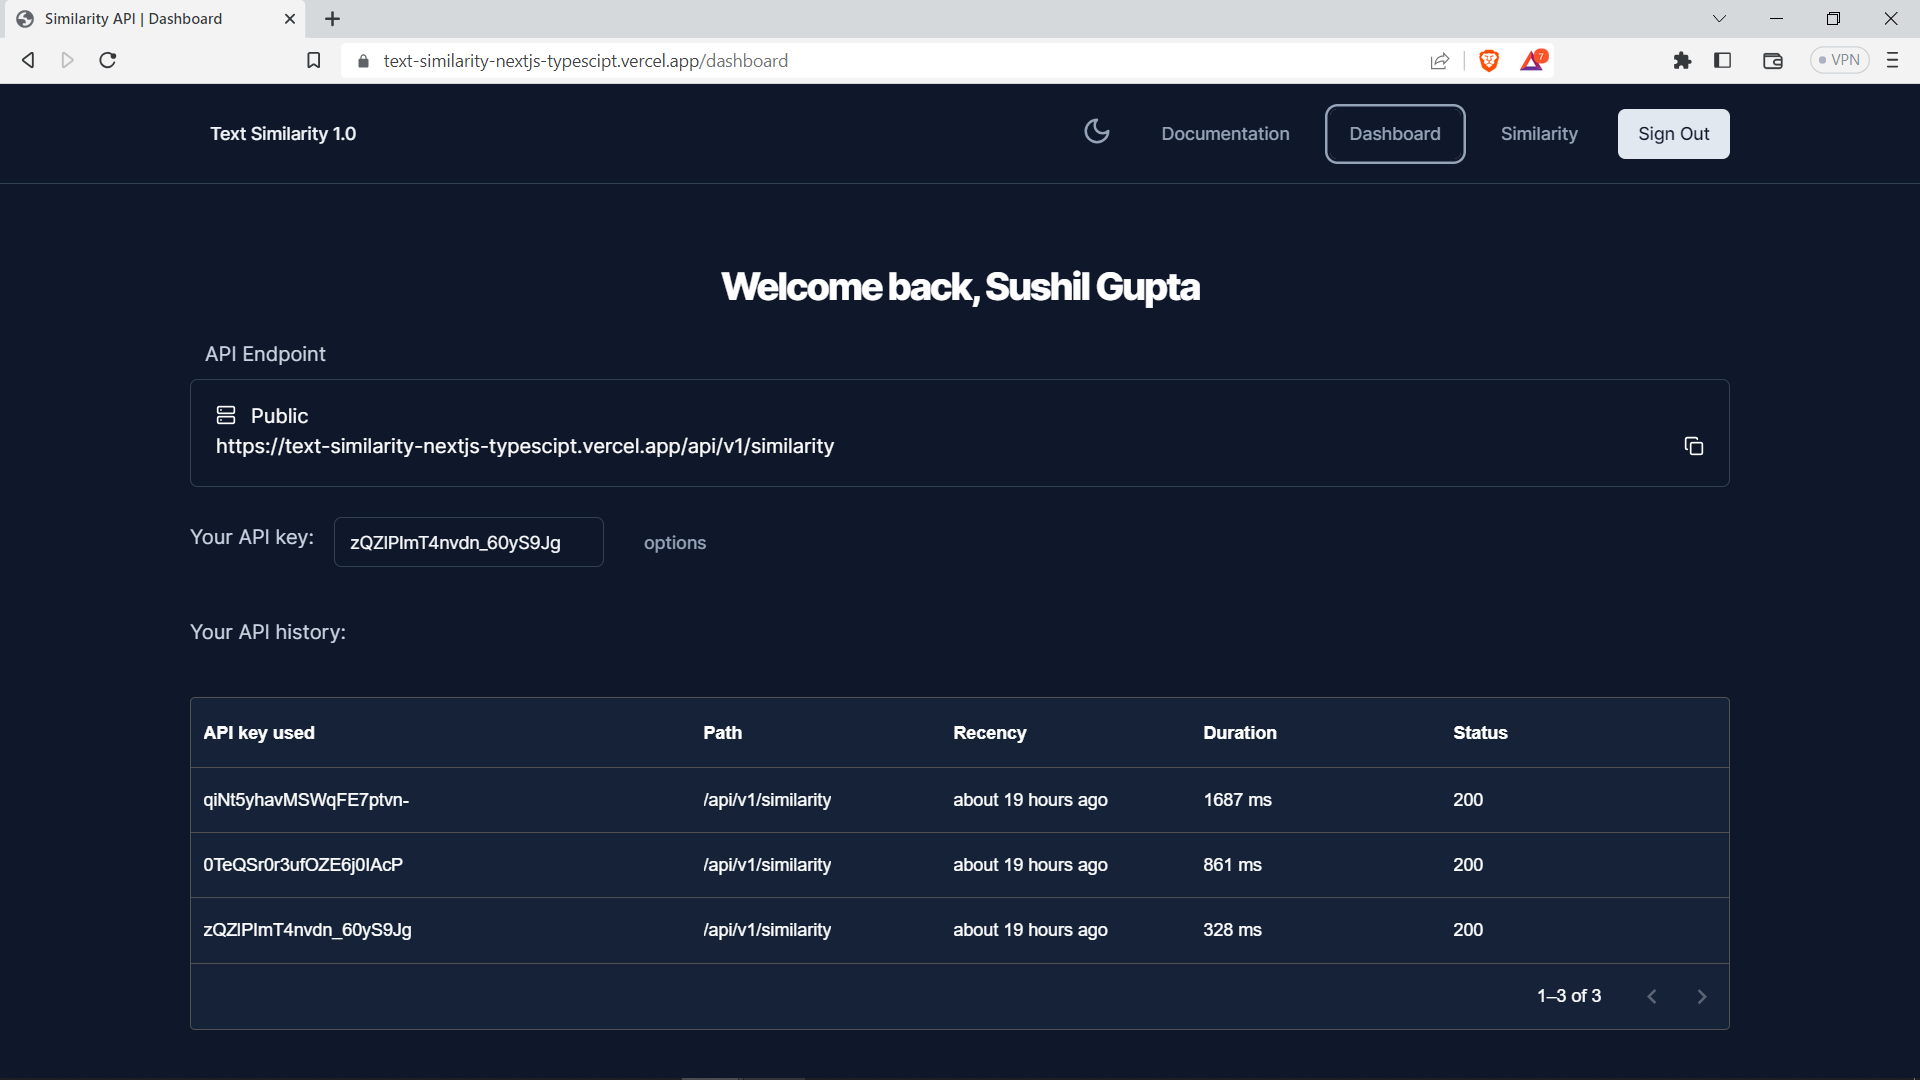 Similarity API | Dashboard
text-similarity-nextjs-typescipt.vercel.app/dashboard
7
VPN
Text Similarity 1.0
Documentation
Dashboard
Similarity
Sign Out
Welcome back, Sushil Gupta
API Endpoint
Public
https://text-similarity-nextjs-typescipt.vercel.app/api/v1/similarity
Your API key: zQZlPlmT4nvdn_60yS9Jg options
Your API history:
API key used Path Recency Duration Status
qiNt5yhavMSWqFE7ptvn- /api/v1/similarity about 19 hours ago 1687 ms 200
0TeQSr0r3ufOZE6j0IAcP /api/v1/similarity about 19 hours ago 861 ms 200
zQZlPlmT4nvdn_60yS9Jg /api/v1/similarity about 19 hours ago 328 ms 200
1–3 of 3